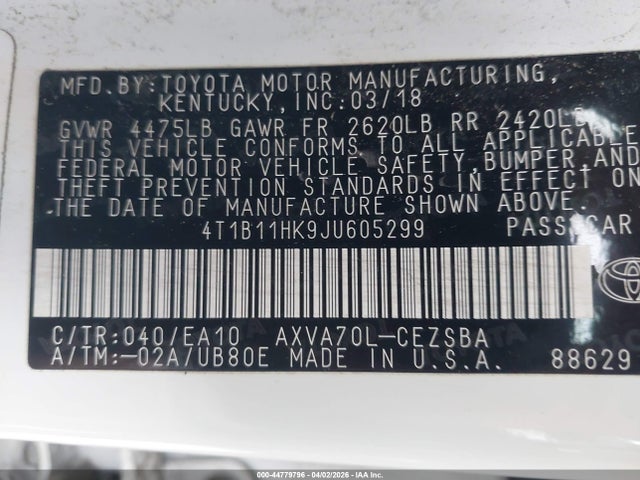 MFD.BY:TOYOTA MOTOR MANUFACTURING,
KENTUCKY, INC. 03/18
GVWR 4475LB GAWR FR 2620LB RR 2420LB
THIS VEHICLE CONFORMS TO ALL APPLICABLE
FEDERAL MOTOR VEHICLE SAFETY, BUMPER, AND
THEFT PREVENTION STANDARDS IN EFFECT ON
THE DATE OF MANUFACTURE SHOWN ABOVE.
4T1B11HK9JU605299 PASS.CAR
C/TR:040/EA10 AXVA70L-CEZSBA
A/TM:-02A/UB80E MADE IN U.S.A. 88629
© 2026 (44779796 - 04/02/2026 - IAA, Inc.)